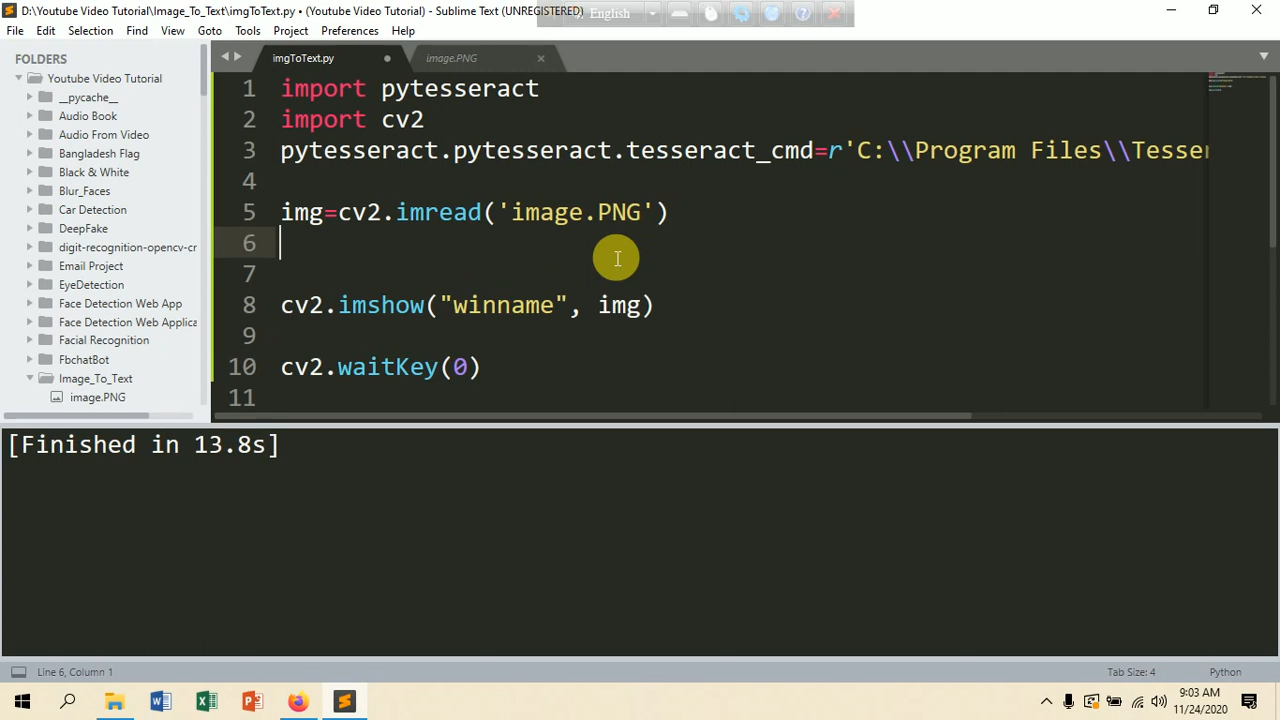 D:\Youtube Video Tutorial\Image_To_Text\imgToText.py • (Youtube Video Tutorial) - Sublime Text (UNREGISTERED)
English
File Edit Selection Find View Goto Tools Project Preferences Help
FOLDERS
Youtube Video Tutorial
__pycache__
Audio Book
Audio From Video
Bangladesh Flag
Black & White
Blur_Faces
Car Detection
DeepFake
digit-recognition-opencv-cr
Email Project
EyeDetection
Face Detection Web App
Face Detection Web Applica
Facial Recognition
FbchatBot
Image_To_Text
image.PNG
imgToText.py
image.PNG
1 import pytesseract
2 import cv2
3 pytesseract.pytesseract.tesseract_cmd=r'C:\\Program Files\\Tesser
4
5 img=cv2.imread('image.PNG')
6
7
8 cv2.imshow("winname", img)
9
10 cv2.waitKey(0)
11
[Finished in 13.8s]
Line 6, Column 1
Tab Size: 4
Python
9:03 AM
11/24/2020